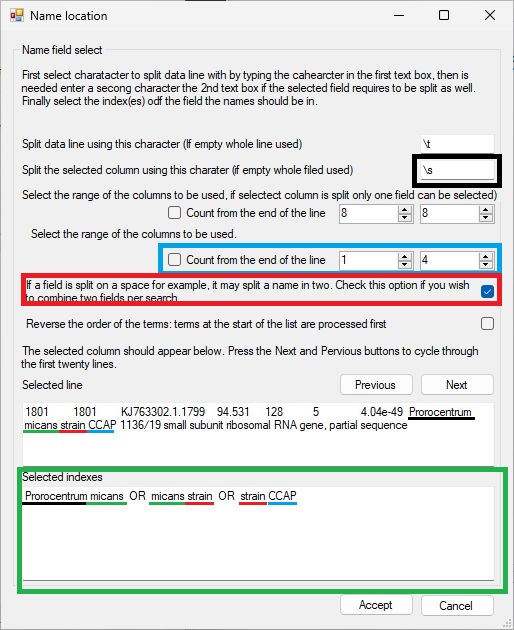 Name location
Name field select
First select charatacter to split data line with by typing the cahearcter in the first text box, then is
needed enter a secong character the 2nd text box if the selected field requires to be split as well.
Finally select the index(es) odf the field the names should be in.
Split data line using this character (If empty whole line used)
\t
Split the selected column using this charater (if empty whole filed used)
\s
Select the range of the columns to be used, if selectect column is split only one field can be selected)
Count from the end of the line
8
8
Select the range of the columns to be used.
Count from the end of the line
1
4
If a field is split on a space for example, it may split a name in two. Check this option if you wish
to combine two fields per search
Reverse the order of the terms: terms at the start of the list are processed first
The selected column should appear below. Press the Next and Pervious buttons to cycle through
the first twenty lines.
Selected line
Previous
Next
1801 1801 KJ763302.1.1799 94.531 128 5 4.04e-49 Prorocentrum
micans strain CCAP 1136/19 small subunit ribosomal RNA gene, partial sequence
Selected indexes
Prorocentrum micans OR micans strain OR strain CCAP
Accept
Cancel